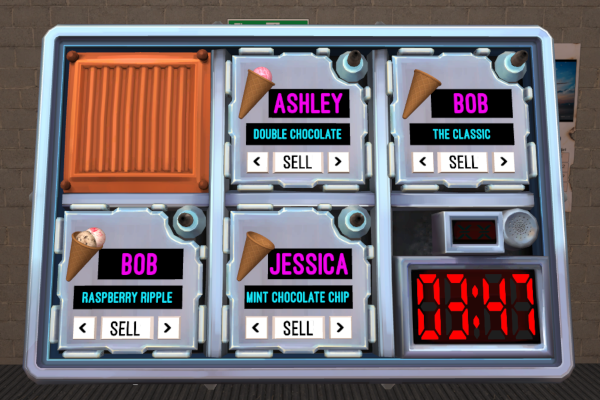 ASHLEY
DOUBLE CHOCOLATE
< SELL >
BOB
THE CLASSIC
< SELL >
BOB
RASPBERRY RIPPLE
< SELL >
JESSICA
MINT CHOCOLATE CHIP
< SELL >
03:47